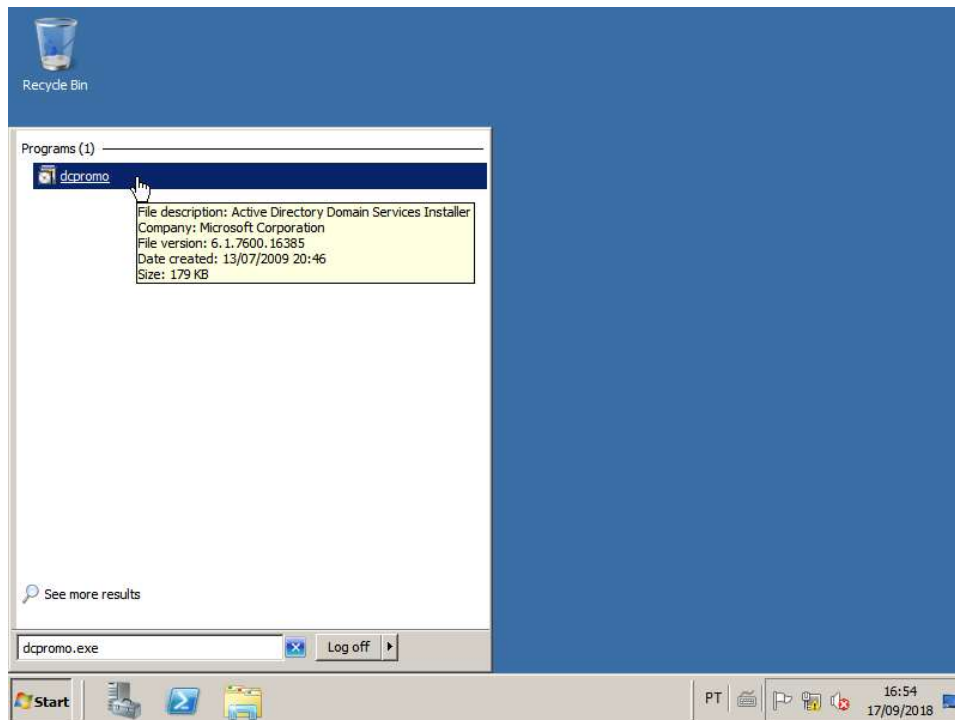 Recycle Bin
Programs (1)
dcpromo
File description: Active Directory Domain Services Installer
Company: Microsoft Corporation
File version: 6.1.7600.16385
Date created: 13/07/2009 20:46
Size: 179 KB
See more results
dcpromo.exe
Log off
Start
PT
16:54
17/09/2018